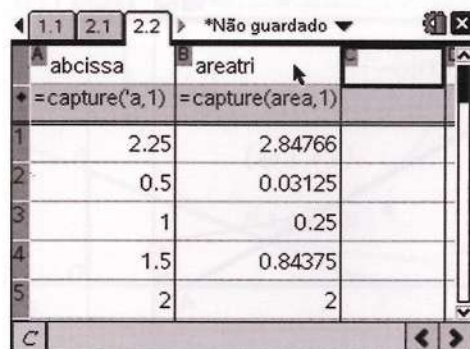 1.1 2.1 2.2 *Não guardado
A abcissa B areatri C
=capture('a,1) =capture(area,1)
1 2.25 2.84766
2 0.5 0.03125
3 1 0.25
4 1.5 0.84375
5 2 2
C